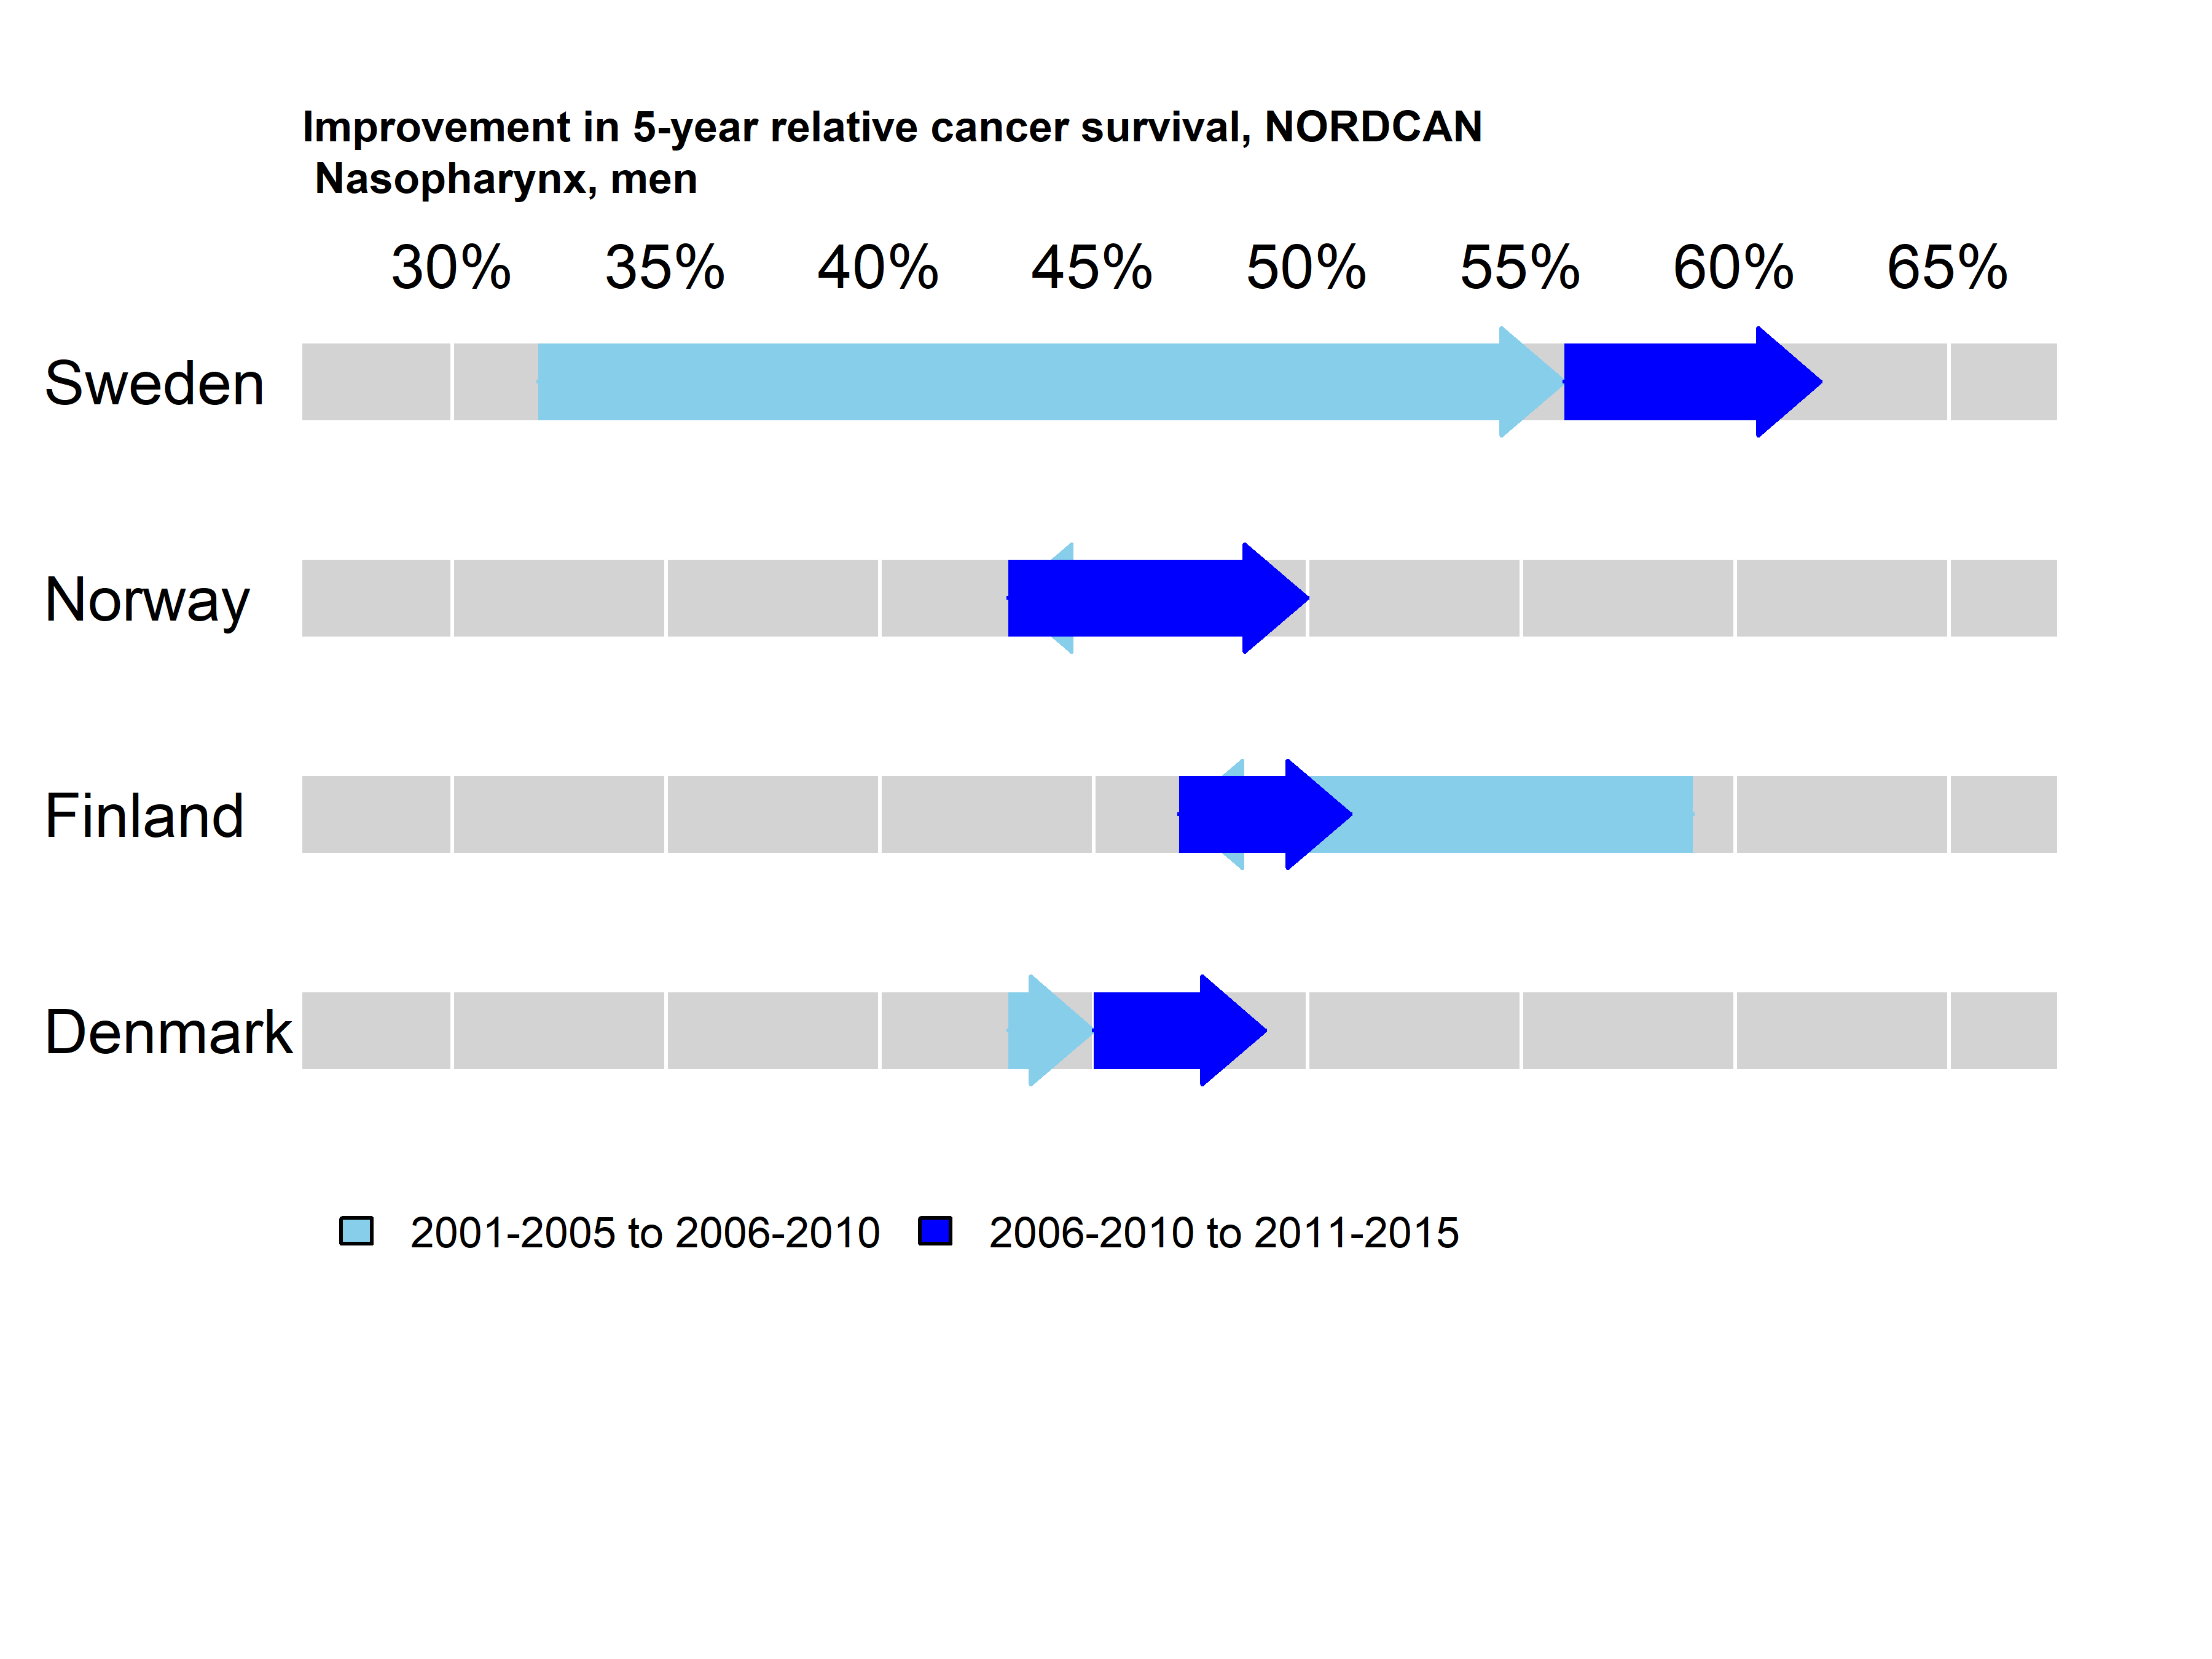 Improvement in 5-year relative cancer survival, NORDCAN
Nasopharynx, men
30% 35% 40% 45% 50% 55% 60% 65%
Sweden
Norway
Finland
Denmark
2001-2005 to 2006-2010 2006-2010 to 2011-2015